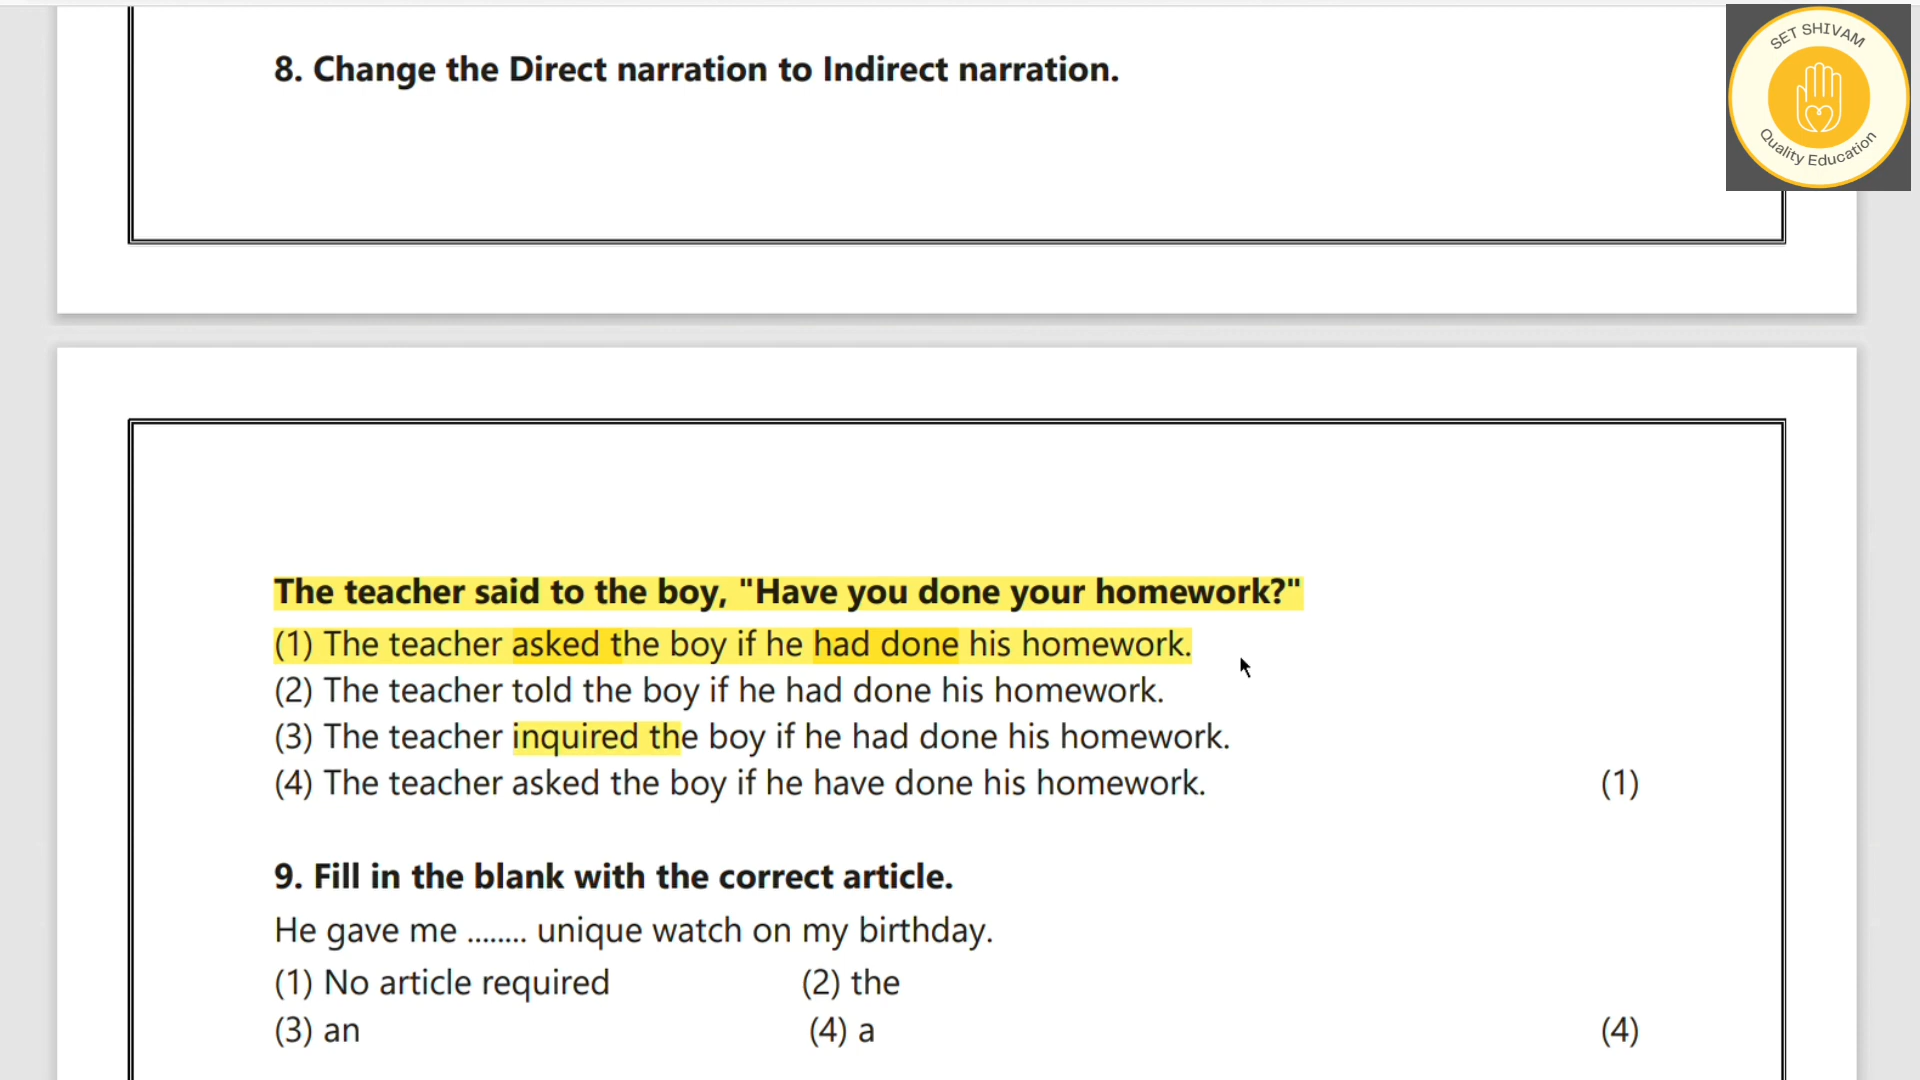 SET SHIVAM
Quality Education
8. Change the Direct narration to Indirect narration.
The teacher said to the boy, "Have you done your homework?"
(1) The teacher asked the boy if he had done his homework.
(2) The teacher told the boy if he had done his homework.
(3) The teacher inquired the boy if he had done his homework.
(4) The teacher asked the boy if he have done his homework. (1)
9. Fill in the blank with the correct article.
He gave me ........ unique watch on my birthday.
(1) No article required (2) the
(3) an (4) a (4)